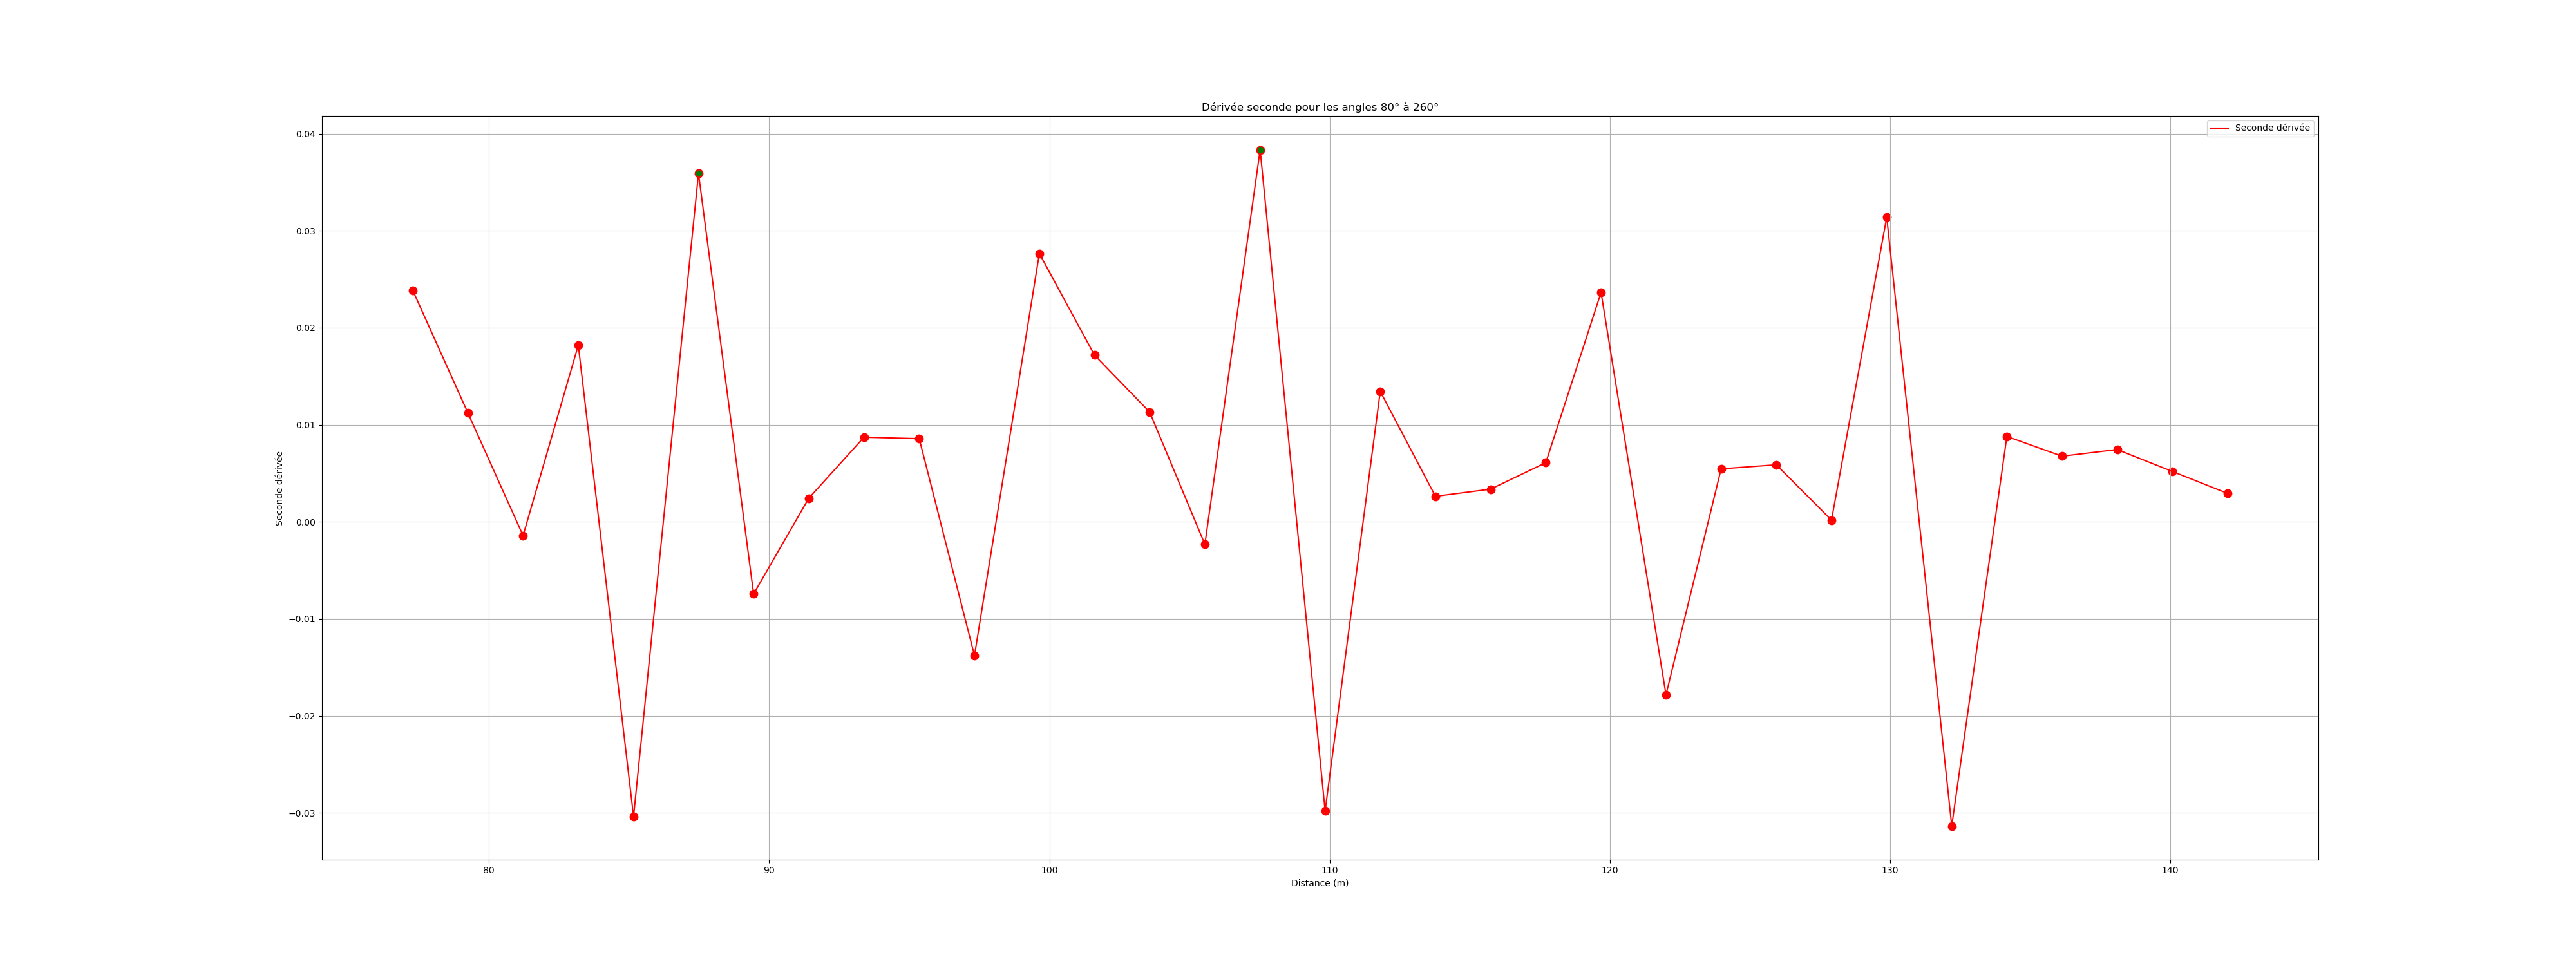 Dérivée seconde pour les angles 80° à 260°
Seconde dérivée
0.04
0.03
0.02
0.01
0.00
−0.01
−0.02
−0.03
Seconde dérivée
80 90 100 110 120 130 140
Distance (m)